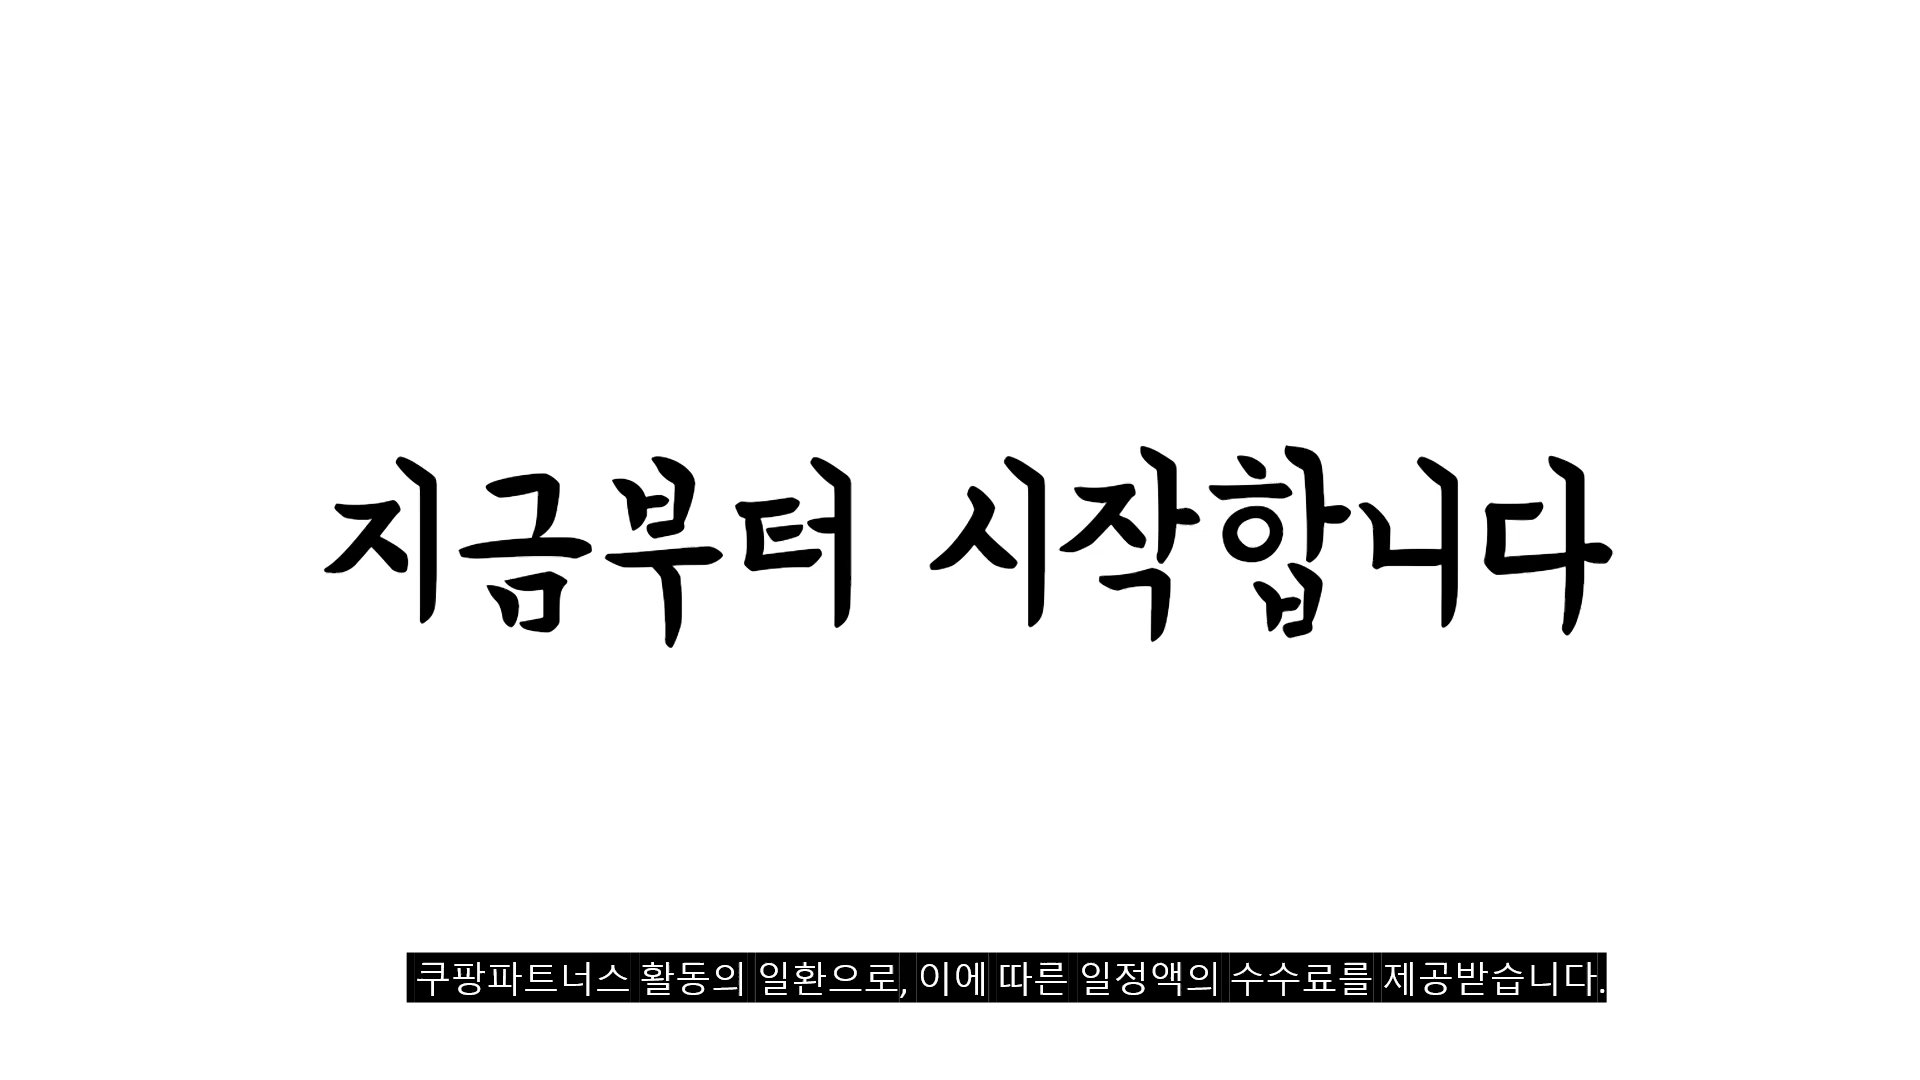 지금부터 시작합니다
쿠팡파트너스 활동의 일환으로, 이에 따른 일정액의 수수료를 제공받습니다.